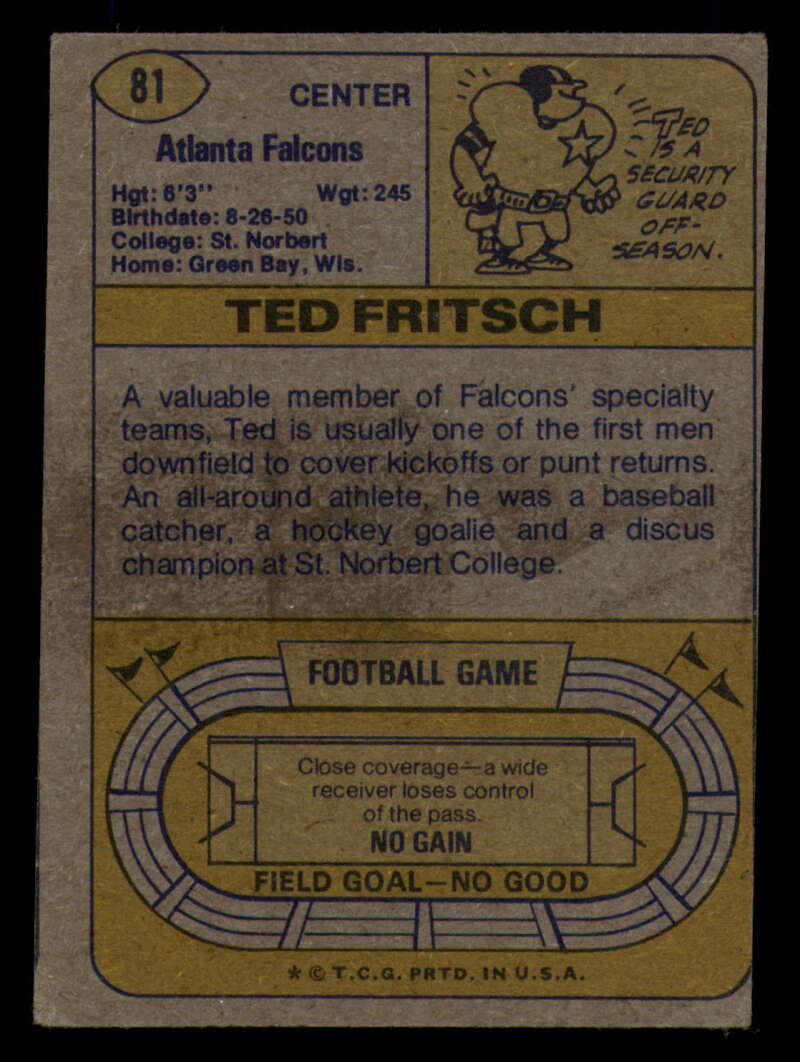 81
CENTER
Atlanta Falcons
Hgt: 6'3" Wgt: 245
Birthdate: 8-26-50
College: St. Norbert
Home: Green Bay, Wis.
TED
IS A
SECURITY
GUARD
OFF-
SEASON.
TED FRITSCH
A valuable member of Falcons' specialty
teams, Ted is usually one of the first men
downfield to cover kickoffs or punt returns.
An all-around athlete, he was a baseball
catcher, a hockey goalie and a discus
champion at St. Norbert College.
FOOTBALL GAME
Close coverage—a wide
receiver loses control
of the pass.
NO GAIN
FIELD GOAL—NO GOOD
* © T.C.G. PRTD. IN U.S.A.